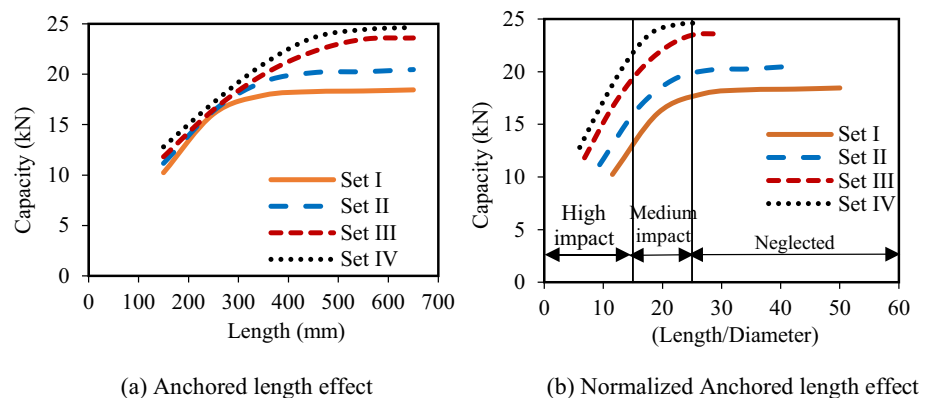 25
20
15
10
5
0
Capacity (kN)
0 100 200 300 400 500 600 700
Length (mm)
Set I
Set II
Set III
Set IV
(a) Anchored length effect
25
20
15
10
5
0
Capacity (kN)
0 10 20 30 40 50 60
(Length/Diameter)
Set I
Set II
Set III
Set IV
High
impact
Medium
impact
Neglected
(b) Normalized Anchored length effect